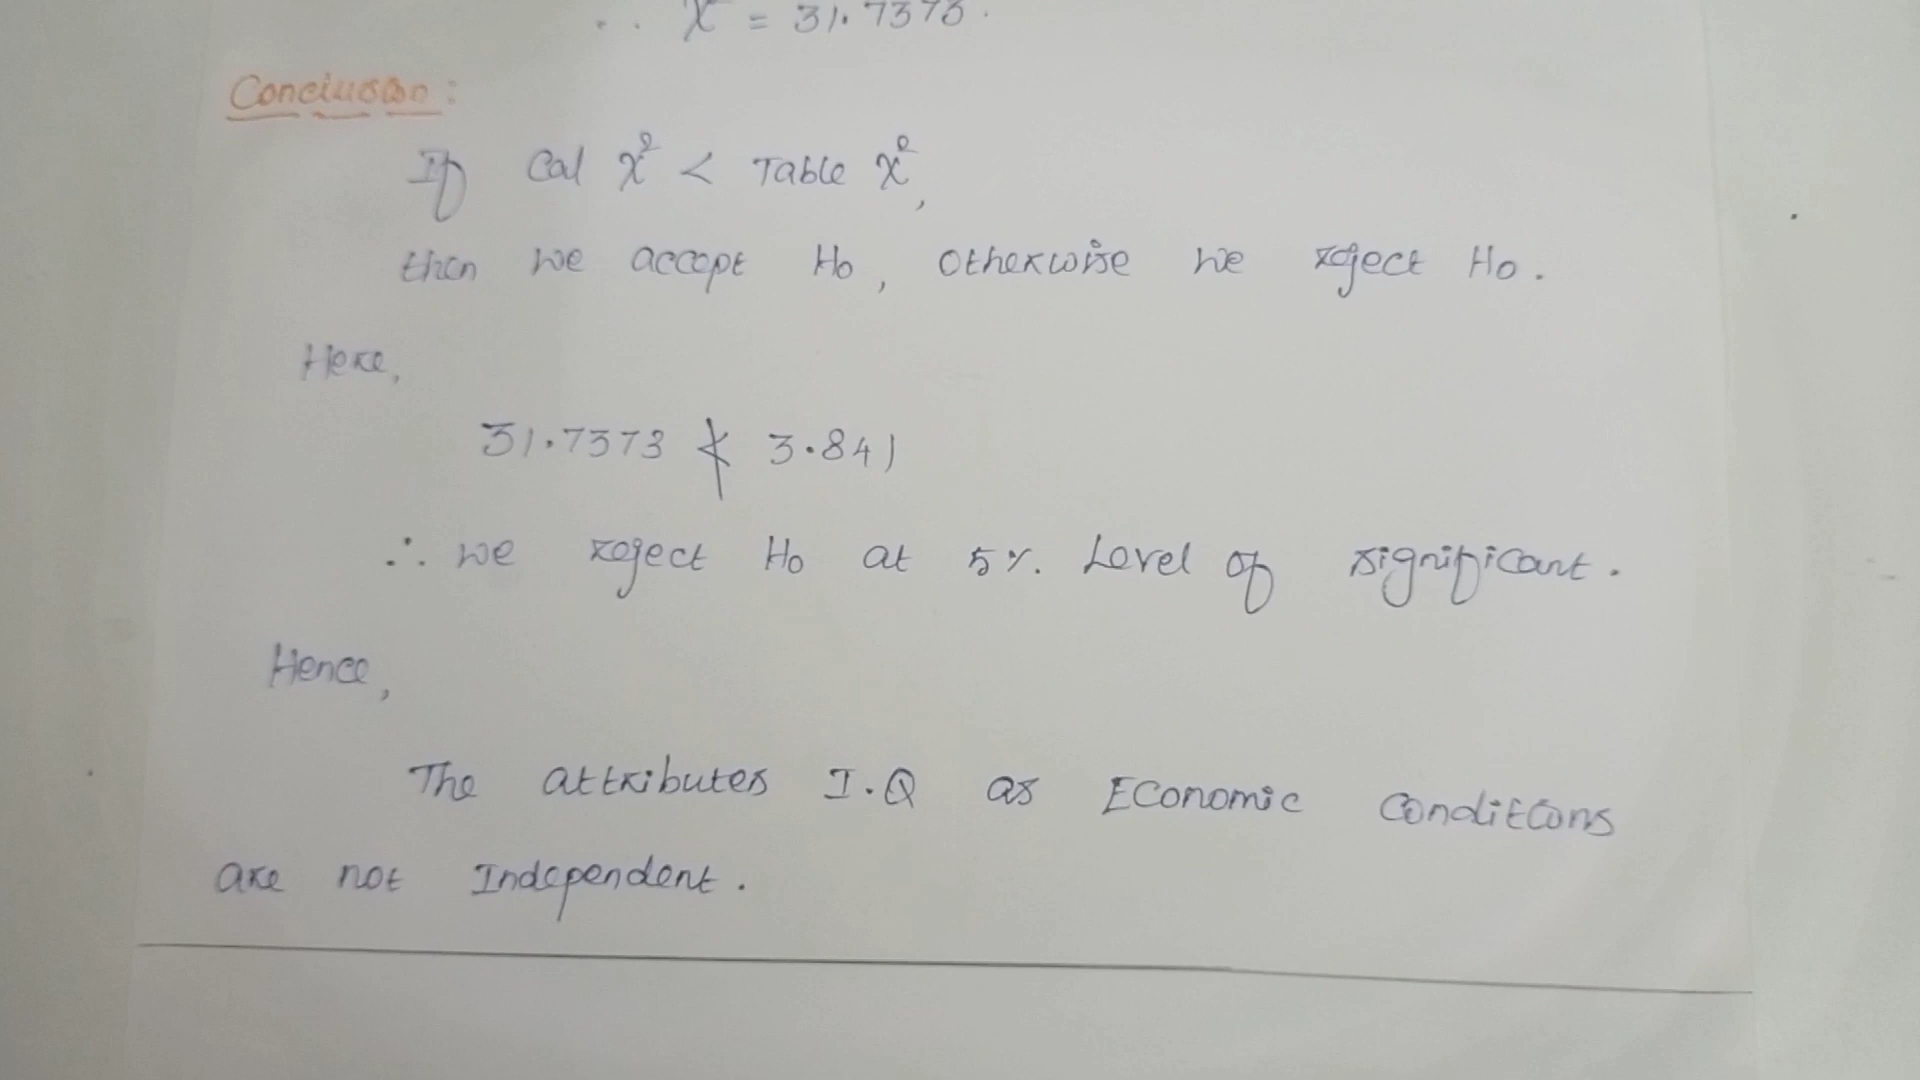 ∴ χ² = 31.7373.
Conclusion:
If Cal χ² < Table χ²,
then we accept Ho, otherwise we reject Ho.
Here,
31.7373 ≮ 3.841
∴ we reject Ho at 5%. Level of significant.
Hence,
The attributes I.Q as Economic Conditions
are not Independent.